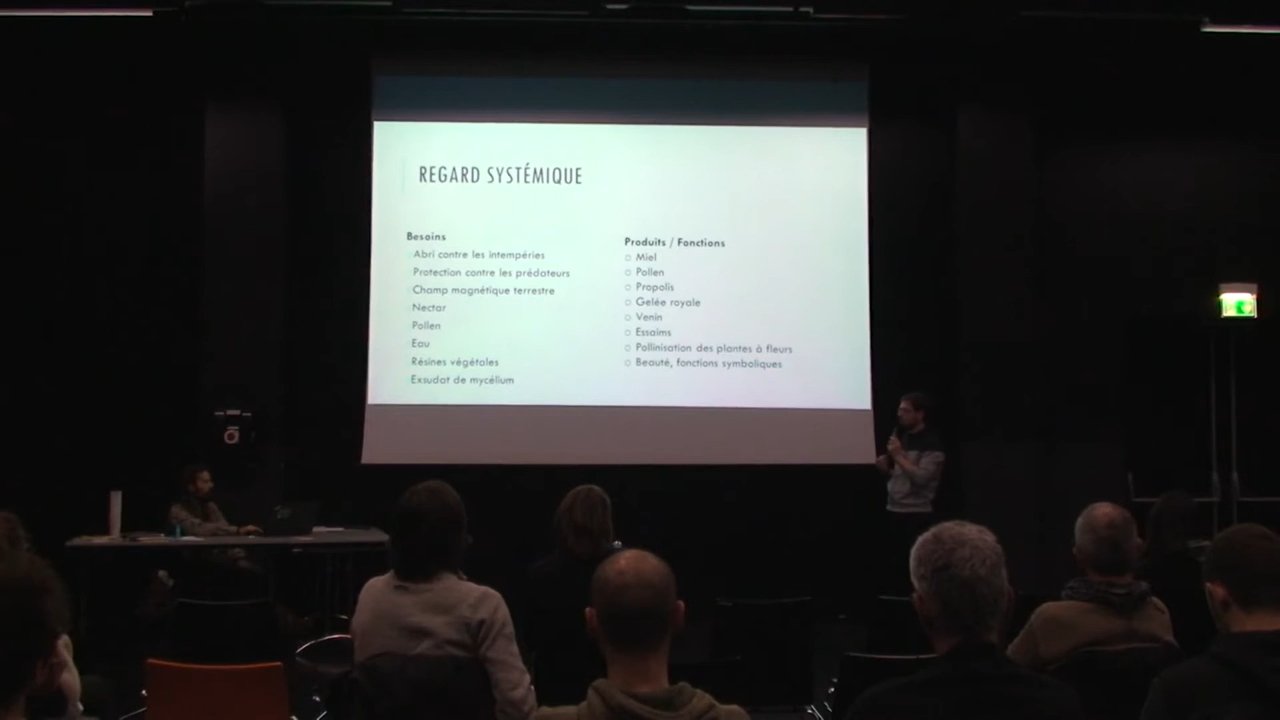 REGARD SYSTÉMIQUE
Besoins
Abri contre les intempéries
Protection contre les prédateurs
Champ magnétique terrestre
Nectar
Pollen
Eau
Résines végétales
Exsudat de mycélium
Produits / Fonctions
Miel
Pollen
Propolis
Gelée royale
Venin
Essaims
Pollinisation des plantes à fleurs
Beauté, fonctions symboliques